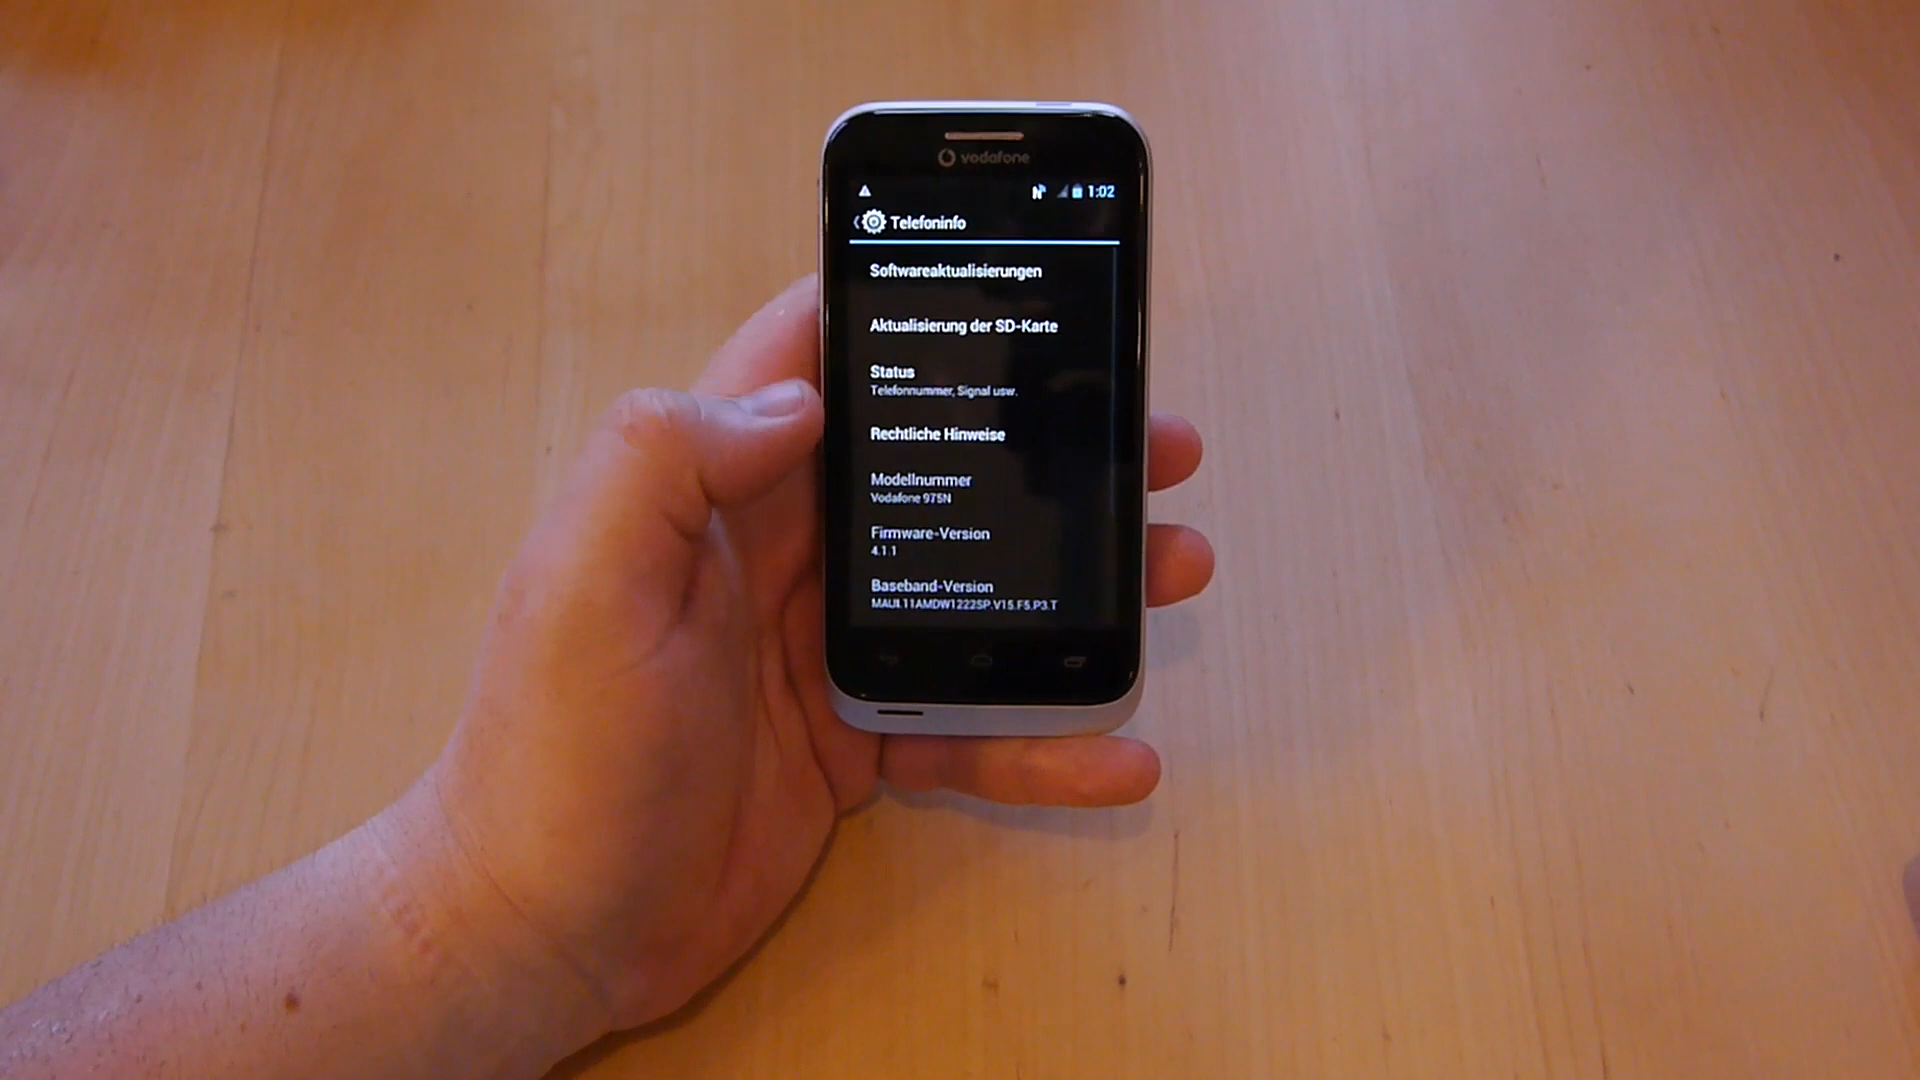 vodafone
1:02
Telefoninfo
Softwareaktualisierungen
Aktualisierung der SD-Karte
Status
Telefonnummer, Signal usw.
Rechtliche Hinweise
Modellnummer
Vodafone 975N
Firmware-Version
4.1.1
Baseband-Version
MAUI.11AMDW1222SP.V15.F5.P3.T